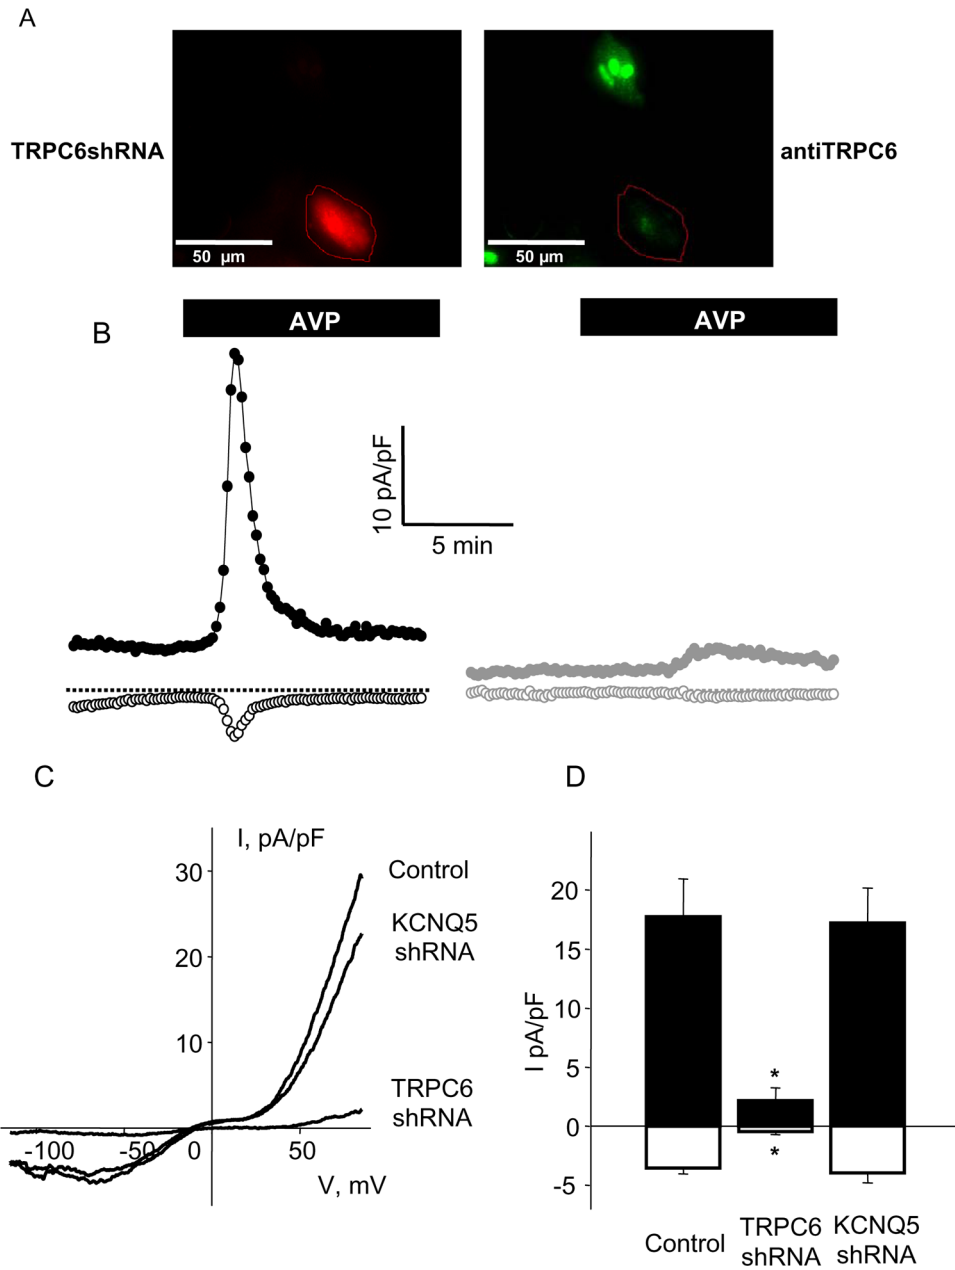 A
TRPC6shRNA
antiTRPC6
50 µm
50 µm
B
AVP
AVP
10 pA/pF
5 min
C
I, pA/pF
30
20
10
-100
-50
0
50
V, mV
Control
KCNQ5
shRNA
TRPC6
shRNA
D
I pA/pF
20
15
10
5
0
-5
*
*
Control
TRPC6
shRNA
KCNQ5
shRNA